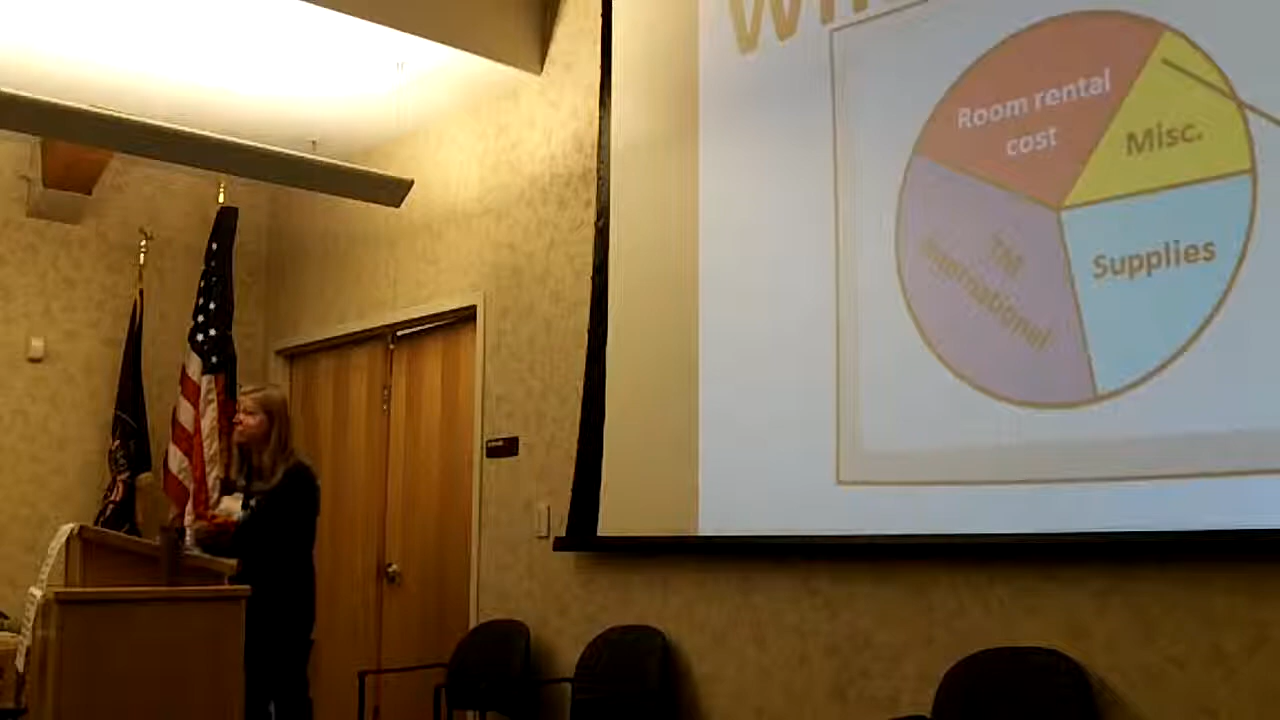 Room rental
cost
Misc.
Supplies
TM
International